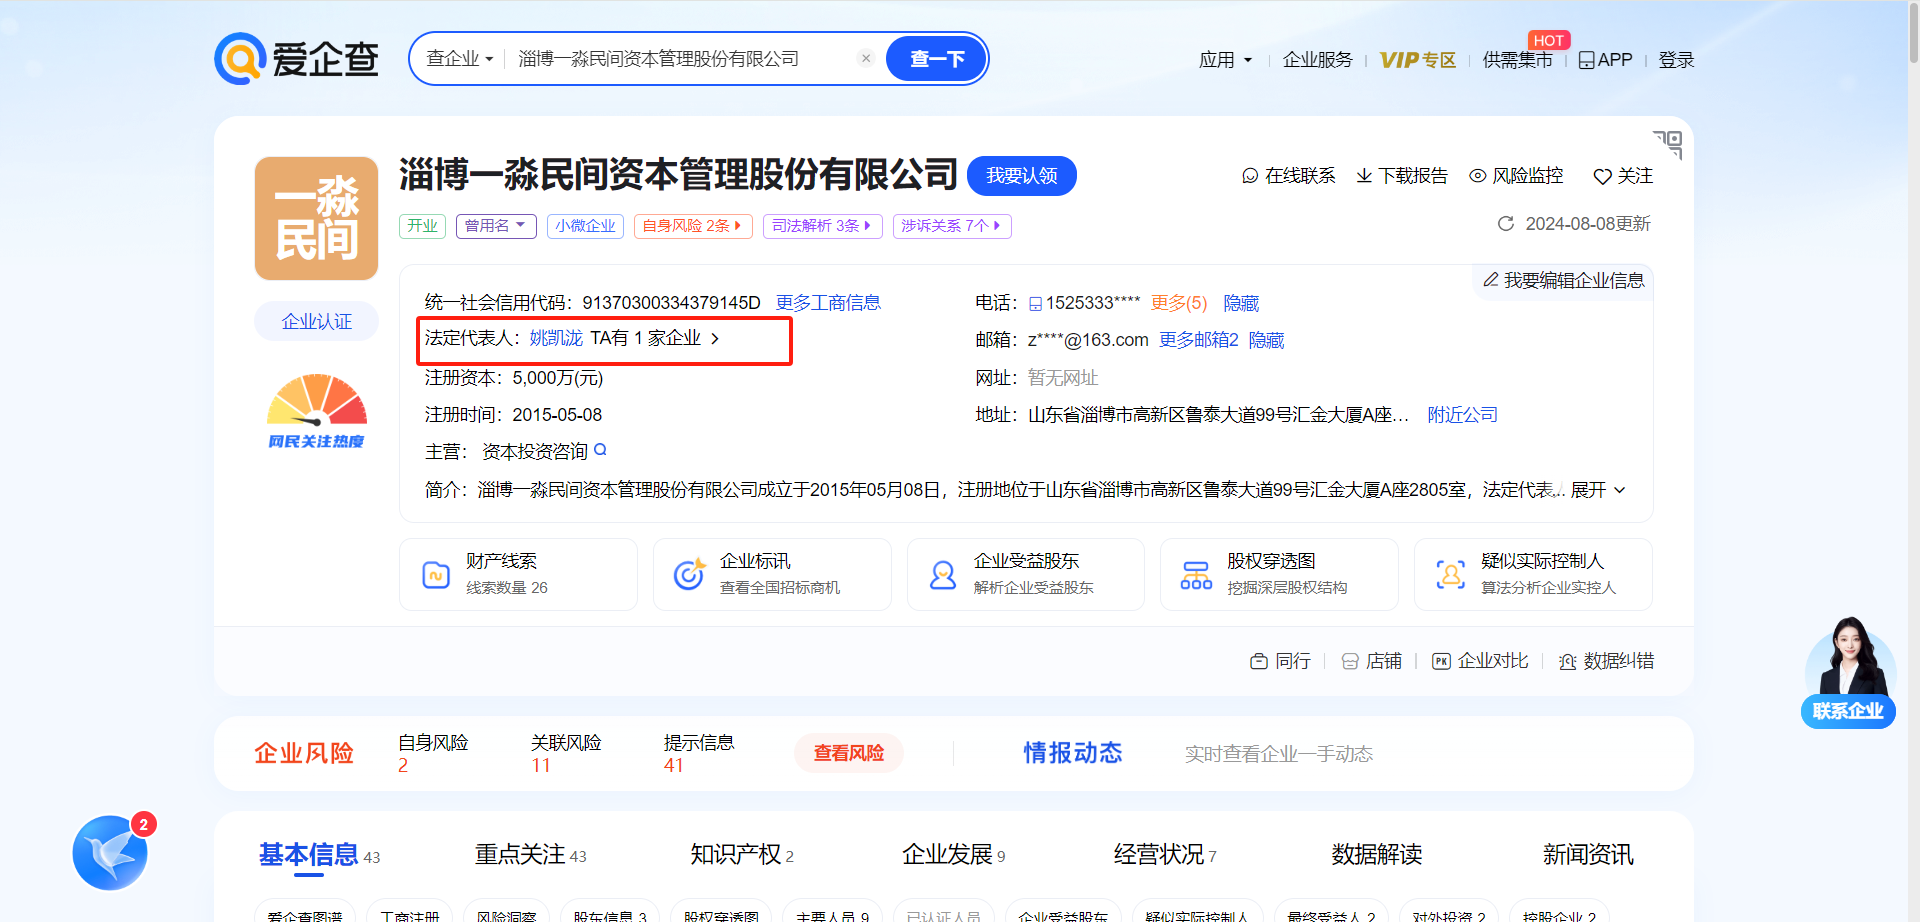 爱企查
查企业
淄博一淼民间资本管理股份有限公司
查一下
应用
企业服务
VIP专区
供需集市
HOT
APP
登录
一淼民间
淄博一淼民间资本管理股份有限公司
我要认领
在线联系
下载报告
风险监控
关注
开业
曾用名
小微企业
自身风险 2条
司法解析 3条
涉诉关系 7个
2024-08-08更新
我要编辑企业信息
企业认证
网民关注热度
统一社会信用代码：91370300334379145D 更多工商信息
电话：1525333**** 更多(5) 隐藏
法定代表人：姚凯泷 TA有 1 家企业
邮箱：z****@163.com 更多邮箱2 隐藏
注册资本：5,000万(元)
网址：暂无网址
注册时间：2015-05-08
地址：山东省淄博市高新区鲁泰大道99号汇金大厦A座... 附近公司
主营：资本投资咨询
简介：淄博一淼民间资本管理股份有限公司成立于2015年05月08日，注册地位于山东省淄博市高新区鲁泰大道99号汇金大厦A座2805室，法定代表... 展开
财产线索
线索数量 26
企业标讯
查看全国招标商机
企业受益股东
解析企业受益股东
股权穿透图
挖掘深层股权结构
疑似实际控制人
算法分析企业实控人
同行
店铺
PK 企业对比
数据纠错
联系企业
企业风险
自身风险
2
关联风险
11
提示信息
41
查看风险
情报动态
实时查看企业一手动态
2
基本信息 43
重点关注 43
知识产权 2
企业发展 9
经营状况 7
数据解读
新闻资讯
爱企查图谱
工商注册
风险洞察
股东信息 3
股权穿透图
主要人员 9
已认证人员
企业受益股东
疑似实际控制人
最终受益人 2
对外投资 2
控股企业 2